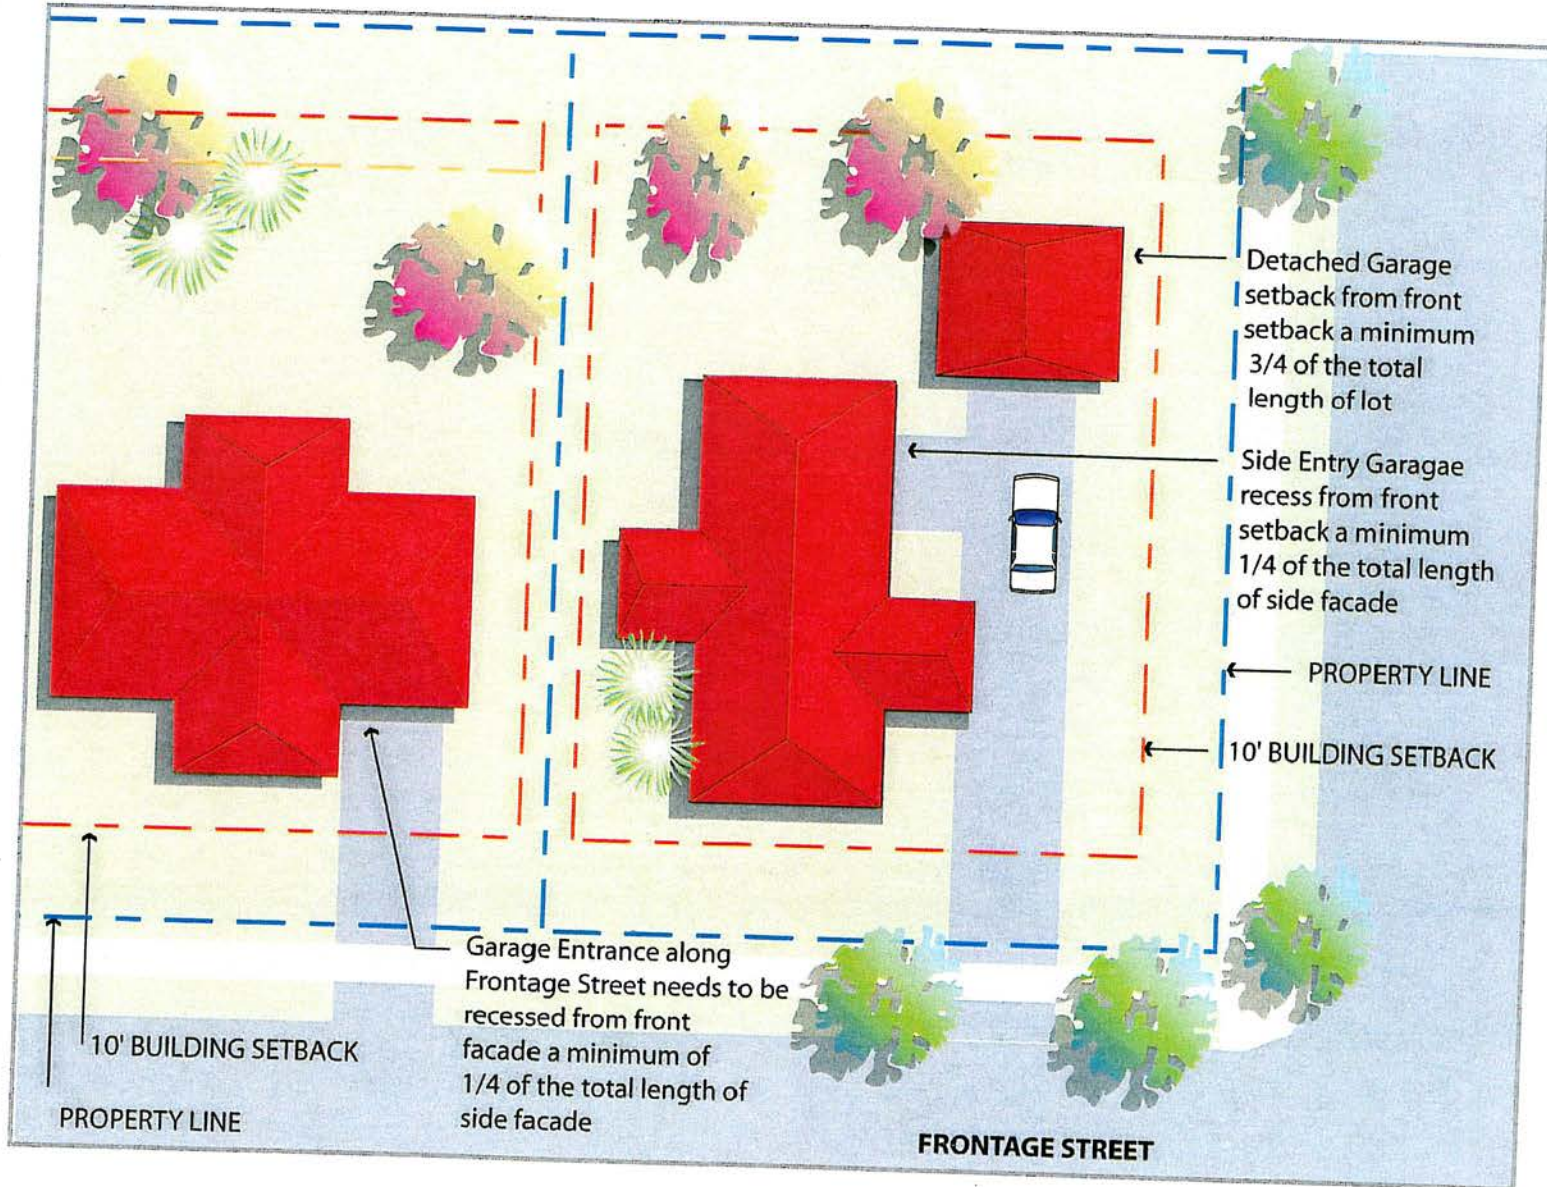 Detached Garage
setback from front
setback a minimum
3/4 of the total
length of lot
Side Entry Garagae
recess from front
setback a minimum
1/4 of the total length
of side facade
PROPERTY LINE
10' BUILDING SETBACK
Garage Entrance along
Frontage Street needs to be
recessed from front
facade a minimum of
1/4 of the total length of
side facade
10' BUILDING SETBACK
PROPERTY LINE
FRONTAGE STREET